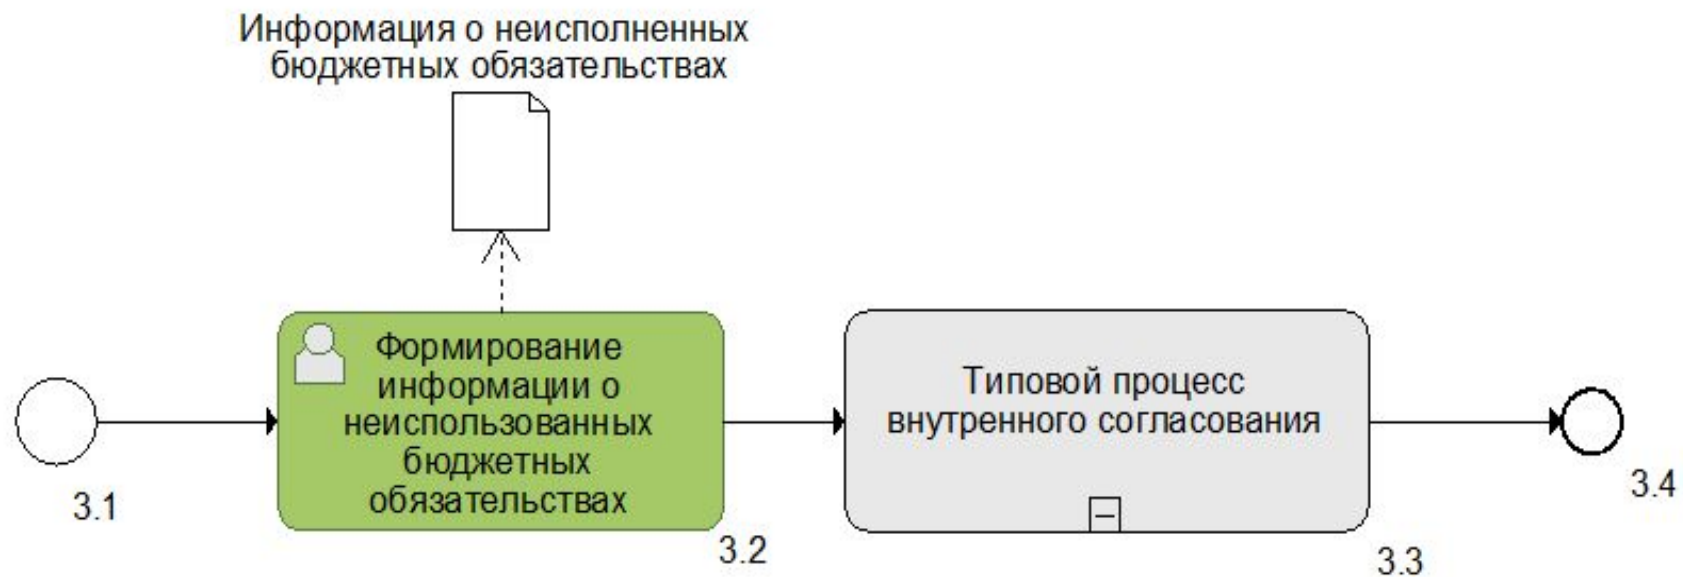 Информация о неисполненных
бюджетных обязательствах
Формирование
информации о
неиспользованных
бюджетных
обязательствах
Типовой процесс
внутренного согласования
3.1
3.2
3.3
3.4